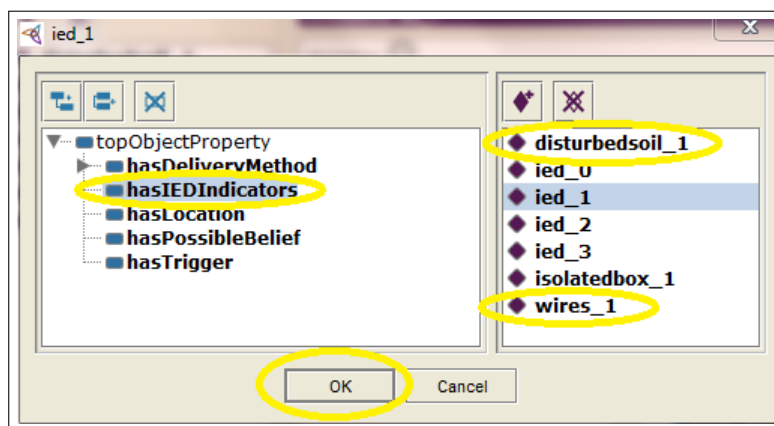 ied_1
topObjectProperty
hasDeliveryMethod
hasIEDIndicators
hasLocation
hasPossibleBelief
hasTrigger
disturbedsoil_1
ied_0
ied_1
ied_2
ied_3
isolatedbox_1
wires_1
OK
Cancel